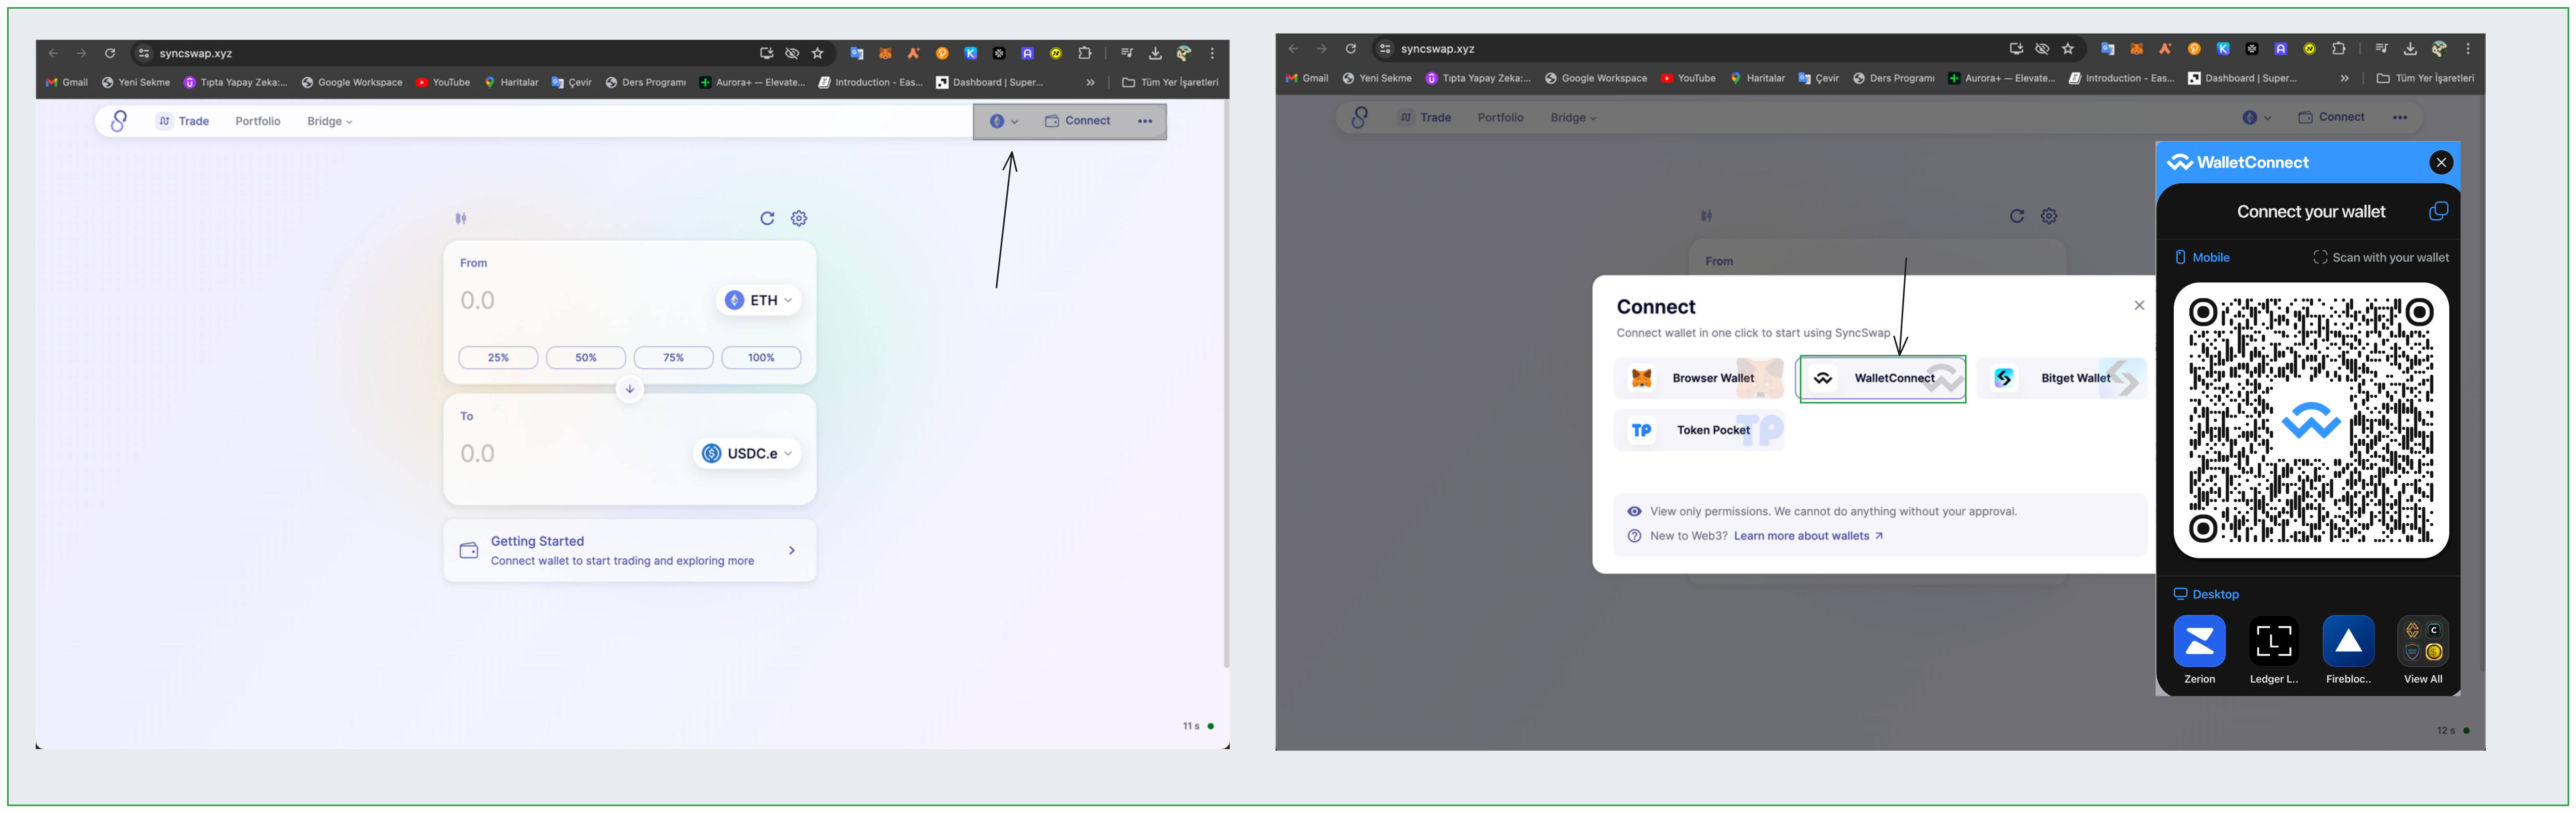 syncswap.xyz
Gmail Yeni Sekme Tıpta Yapay Zeka:... Google Workspace YouTube Haritalar Çevir Ders Programı Aurora+ — Elevate... Introduction - Eas... Dashboard | Super... » Tüm Yer İşaretleri
Trade Portfolio Bridge Connect
From
0.0 ETH
25% 50% 75% 100%
To
0.0 USDC.e
Getting Started
Connect wallet to start trading and exploring more
11 s
syncswap.xyz
Gmail Yeni Sekme Tıpta Yapay Zeka:... Google Workspace YouTube Haritalar Çevir Ders Programı Aurora+ — Elevate... Introduction - Eas... Dashboard | Super... » Tüm Yer İşaretleri
Trade Portfolio Bridge Connect
From
Connect
Connect wallet in one click to start using SyncSwap
Browser Wallet WalletConnect Bitget Wallet
TP Token Pocket TP
View only permissions. We cannot do anything without your approval.
New to Web3? Learn more about wallets ↗
WalletConnect
Connect your wallet
Mobile Scan with your wallet
Desktop
Zerion Ledger L.. Firebloc.. View All
12 s